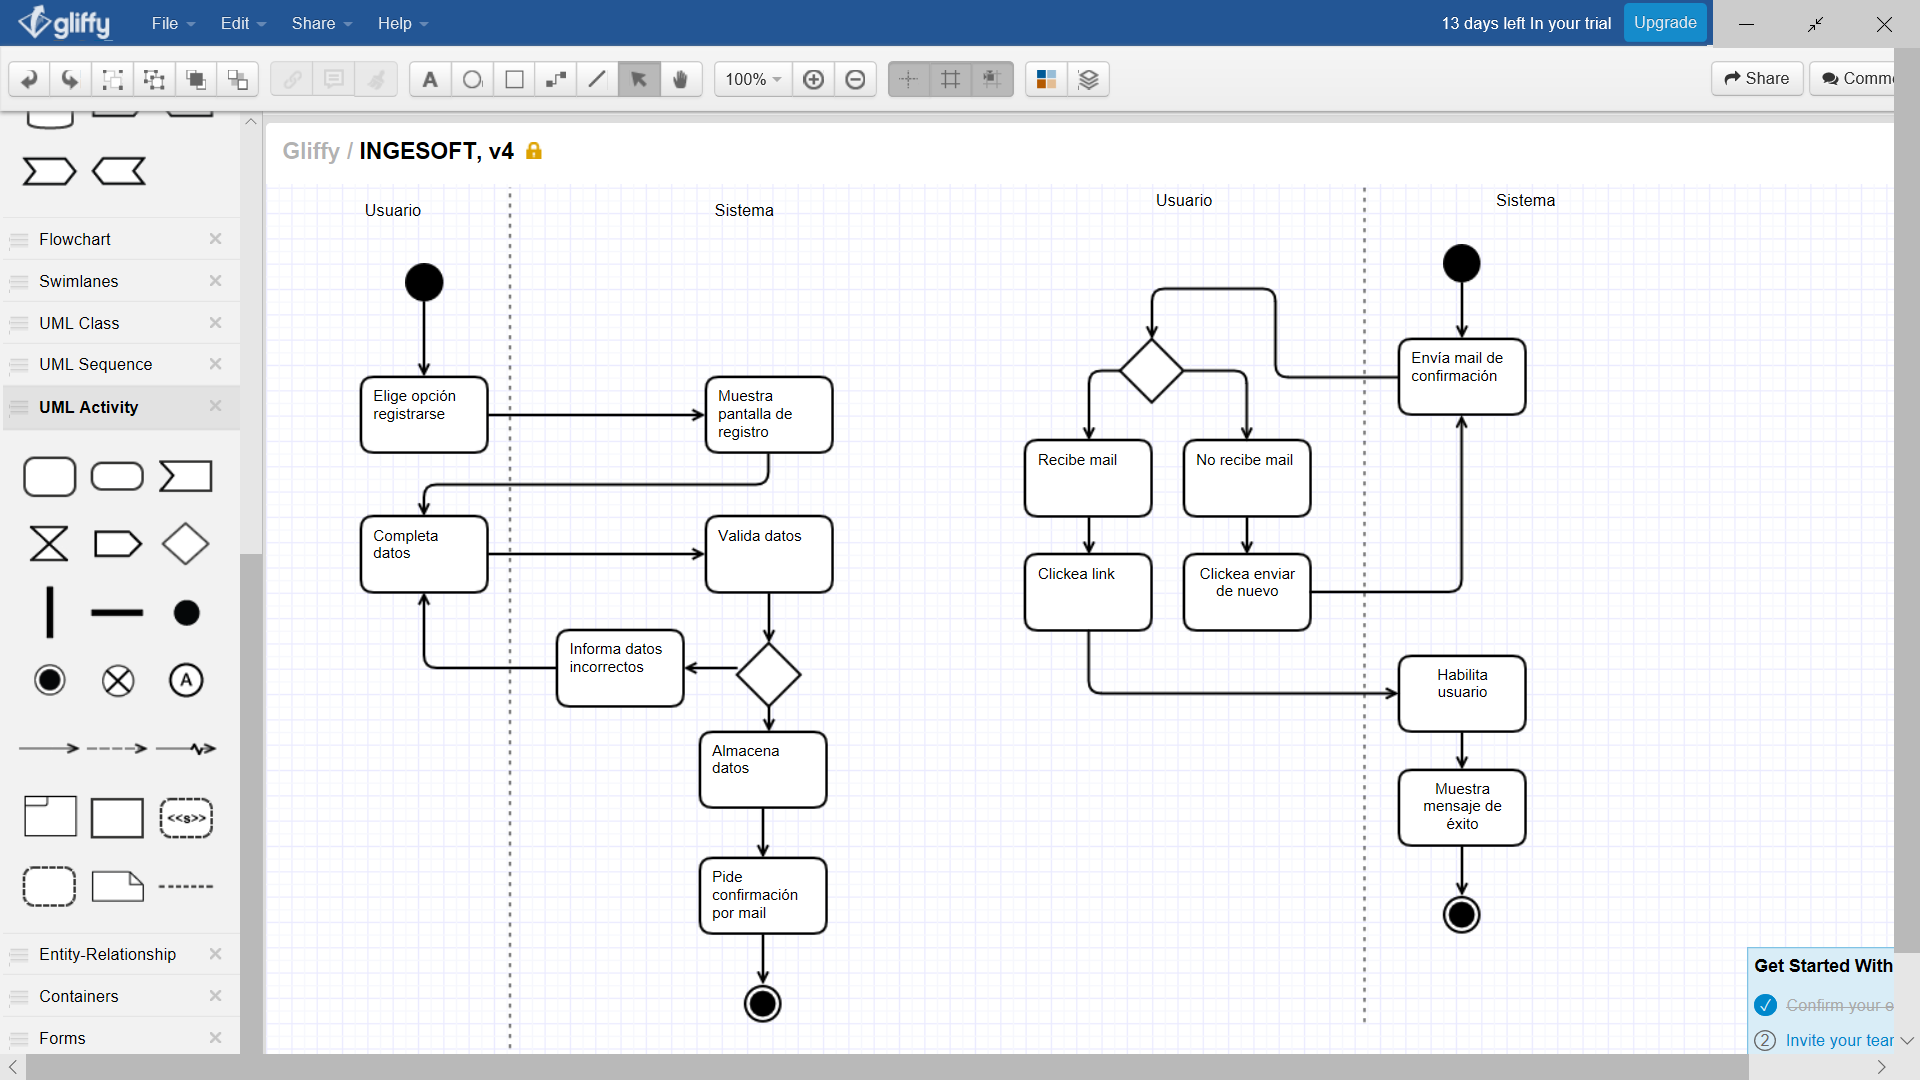 gliffy
File
Edit
Share
Help
13 days left In your trial
Upgrade
A
100%
Share
Gliffy / INGESOFT, v4
Flowchart
Swimlanes
UML Class
UML Sequence
UML Activity
A
<<s>>
Entity-Relationship
Containers
Forms
Usuario
Sistema
Elige opción
registrarse
Muestra
pantalla de
registro
Completa
datos
Valida datos
Informa datos
incorrectos
Almacena
datos
Pide
confirmación
por mail
Usuario
Sistema
Envía mail de
confirmación
Recibe mail
No recibe mail
Clickea link
Clickea enviar
de nuevo
Habilita
usuario
Muestra
mensaje de
éxito
Get Started With
Confirm your
2
Invite your